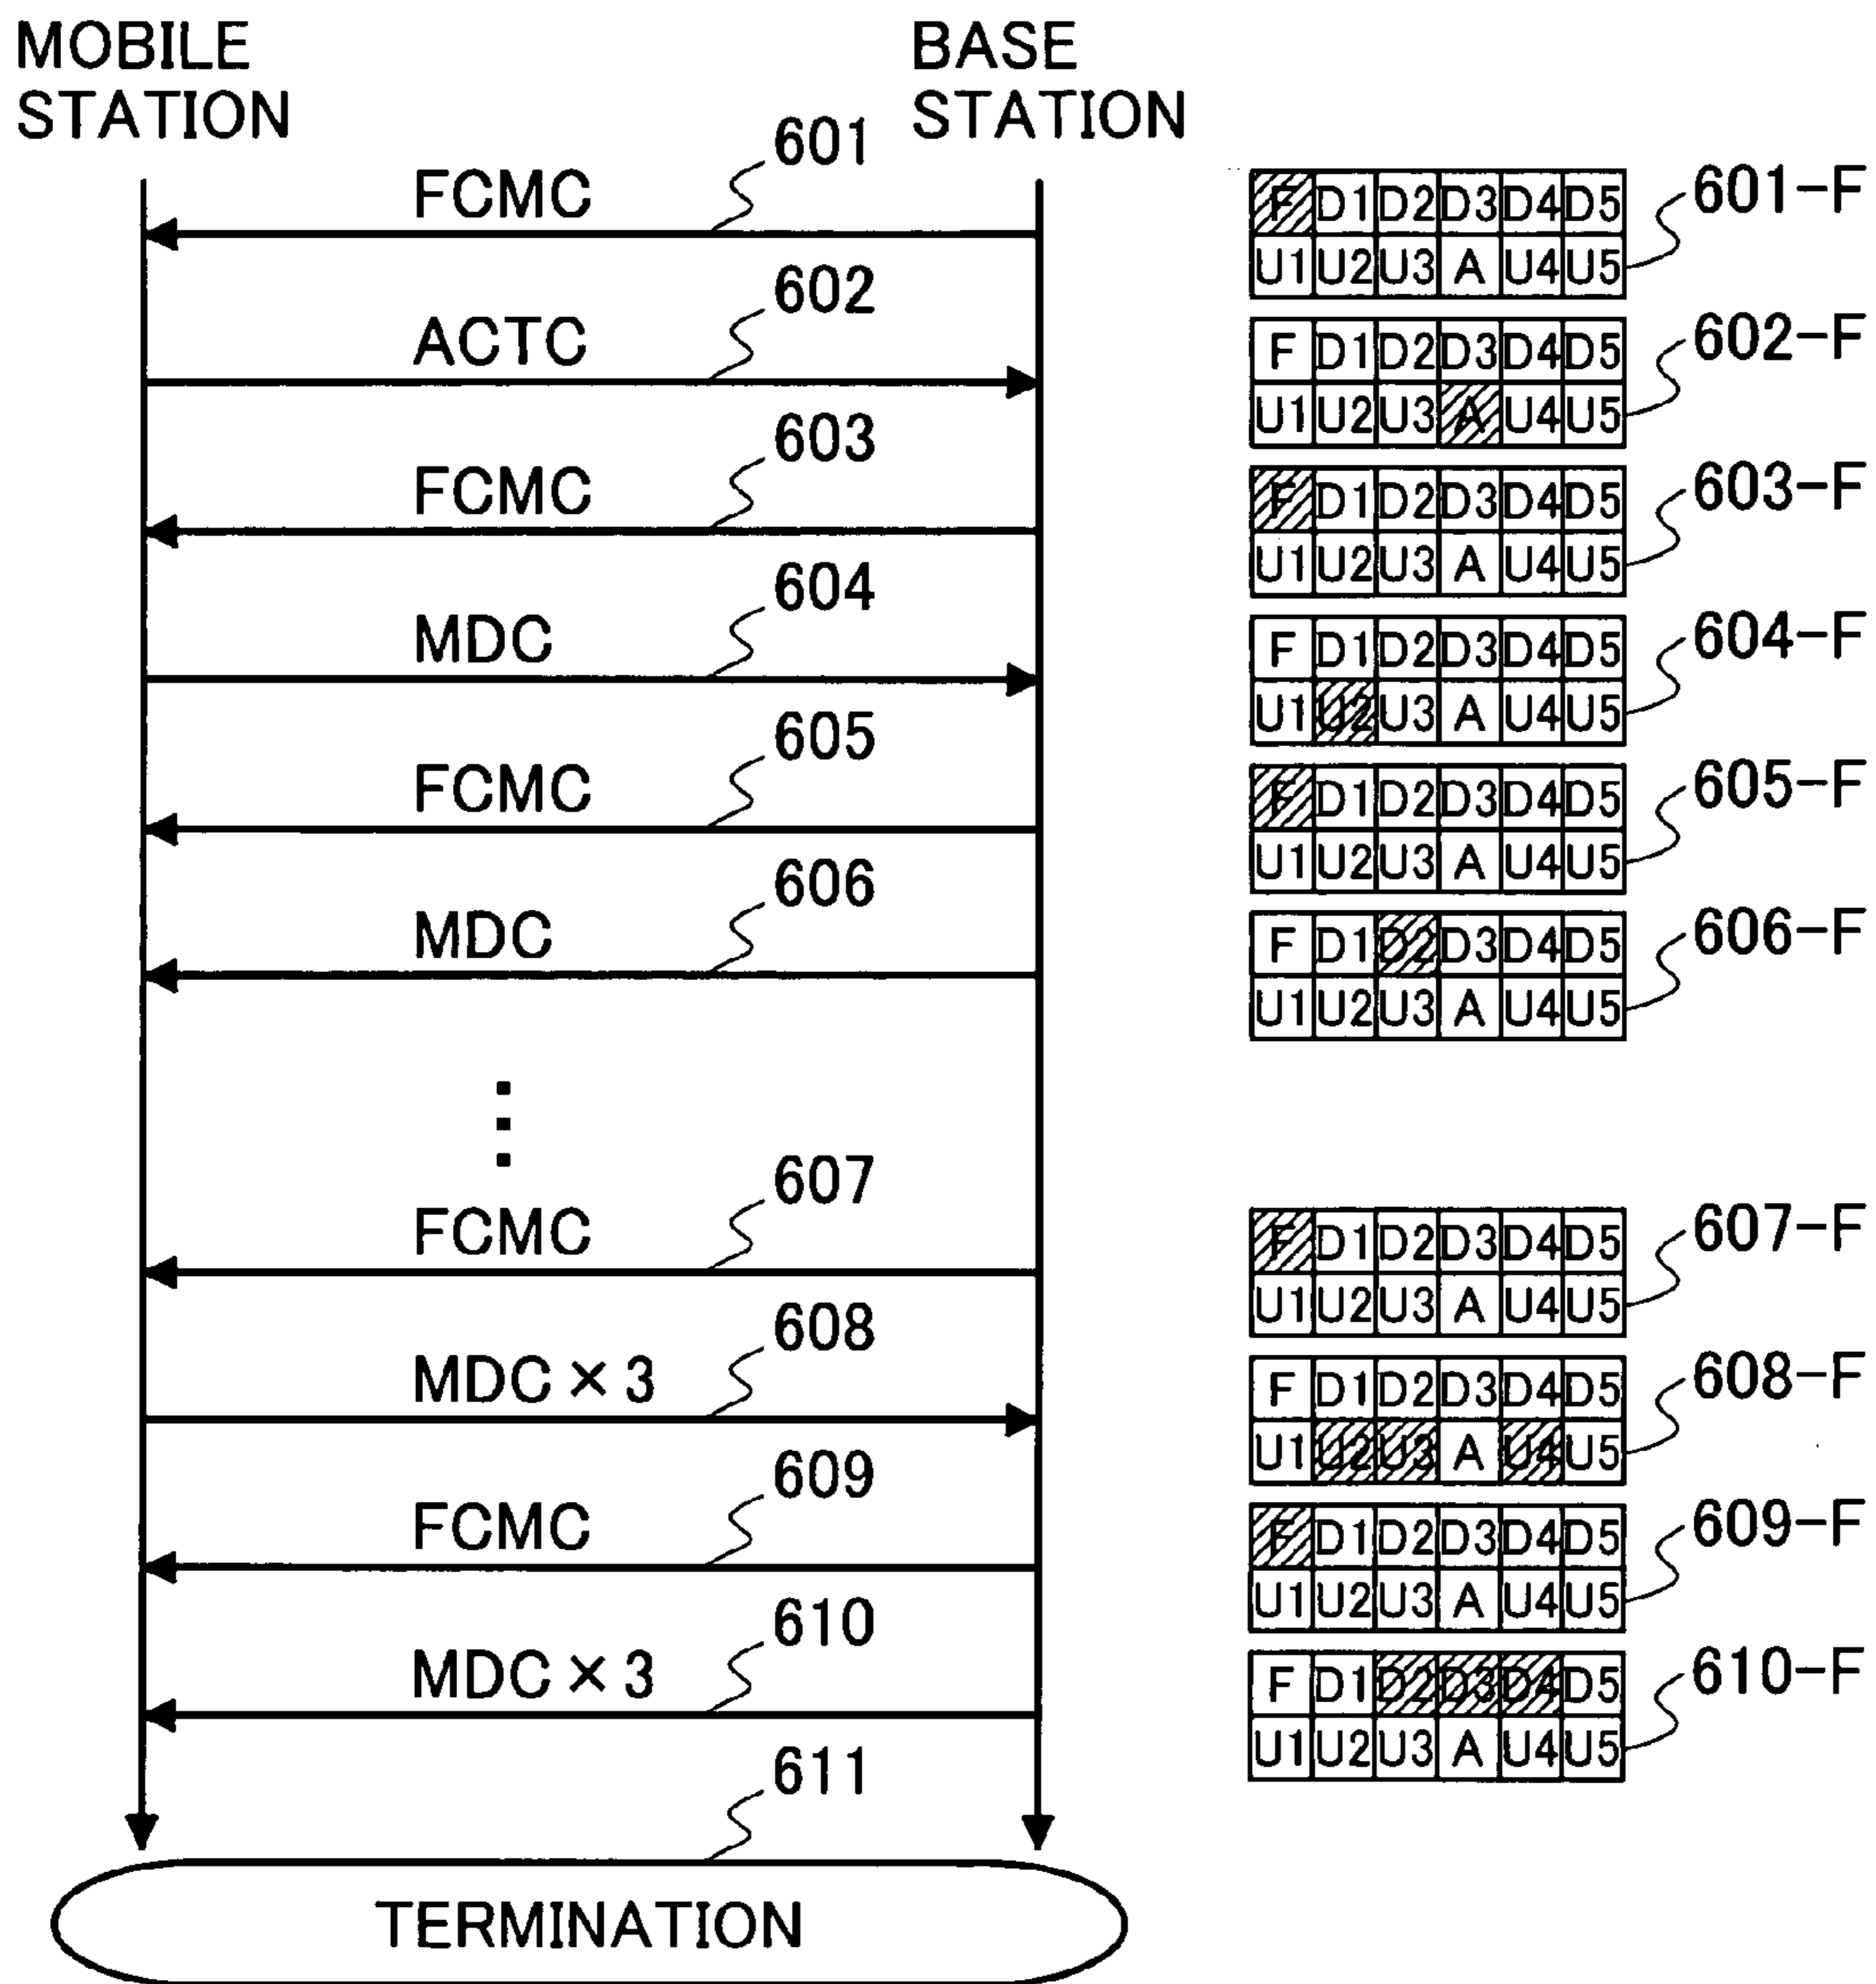 MOBILE
STATION
BASE
STATION
601
FCMC
F D1 D2 D3 D4 D5
601-F
U1 U2 U3 A U4 U5
602
ACTC
F D1 D2 D3 D4 D5
602-F
U1 U2 U3 A U4 U5
603
FCMC
F D1 D2 D3 D4 D5
603-F
U1 U2 U3 A U4 U5
604
MDC
F D1 D2 D3 D4 D5
604-F
U1 U2 U3 A U4 U5
605
FCMC
F D1 D2 D3 D4 D5
605-F
U1 U2 U3 A U4 U5
606
MDC
F D1 D2 D3 D4 D5
606-F
U1 U2 U3 A U4 U5
607
FCMC
F D1 D2 D3 D4 D5
607-F
U1 U2 U3 A U4 U5
608
MDC × 3
F D1 D2 D3 D4 D5
608-F
U1 U2 U3 A U4 U5
609
FCMC
F D1 D2 D3 D4 D5
609-F
U1 U2 U3 A U4 U5
610
MDC × 3
F D1 D2 D3 D4 D5
610-F
U1 U2 U3 A U4 U5
611
TERMINATION